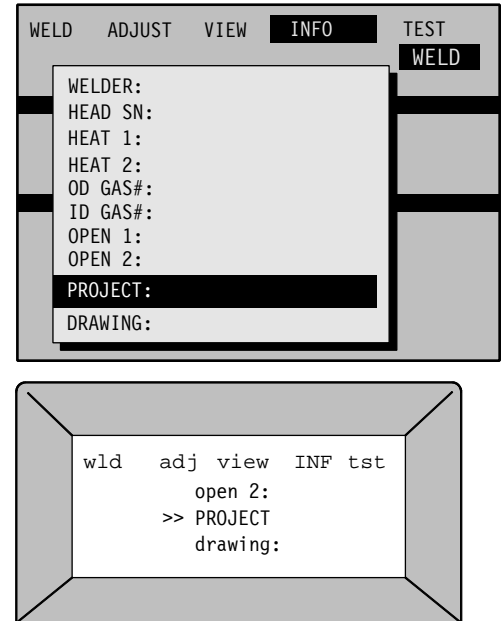 WELD ADJUST VIEW INFO TEST
WELD
WELDER:
HEAD SN:
HEAT 1:
HEAT 2:
OD GAS#:
ID GAS#:
OPEN 1:
OPEN 2:
PROJECT:
DRAWING:
wld adj view INF tst
open 2:
>> PROJECT
drawing: